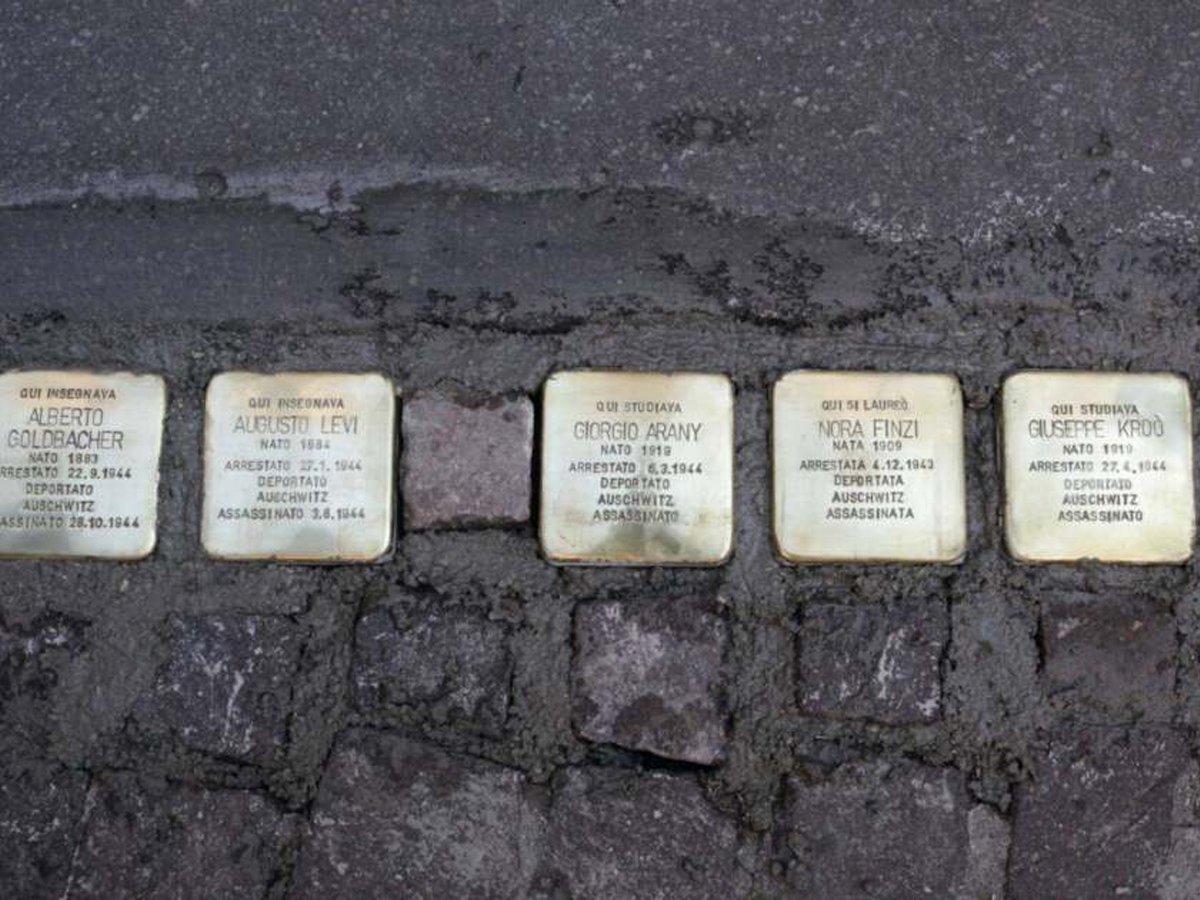 QUI INSEGNAVA
ALBERTO
GOLDBACHER
NATO 1883
ARRESTATO 22.9.1944
DEPORTATO
AUSCHWITZ
ASSASSINATO 28.10.1944
QUI INSEGNAVA
AUGUSTO LEVI
NATO 1884
ARRESTATO 27.1.1944
DEPORTATO
AUSCHWITZ
ASSASSINATO 3.8.1944
QUI STUDIAVA
GIORGIO ARANY
NATO 1919
ARRESTATO 6.3.1944
DEPORTATO
AUSCHWITZ
ASSASSINATO
QUI SI LAUREÒ
NORA FINZI
NATA 1909
ARRESTATA 4.12.1943
DEPORTATA
AUSCHWITZ
ASSASSINATA
QUI STUDIAVA
GIUSEPPE KROÒ
NATO 1919
ARRESTATO 27.4.1944
DEPORTATO
AUSCHWITZ
ASSASSINATO